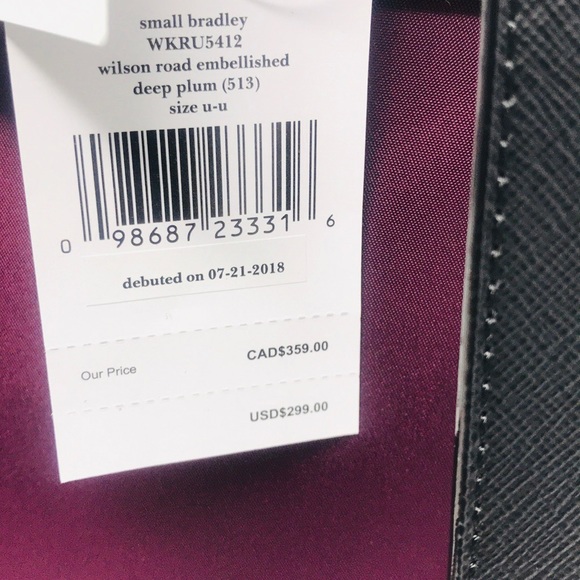 small bradley
WKRU5412
wilson road embellished
deep plum (513)
size u-u
0 98687 23331 6
debuted on 07-21-2018
Our Price CAD$359.00
USD$299.00